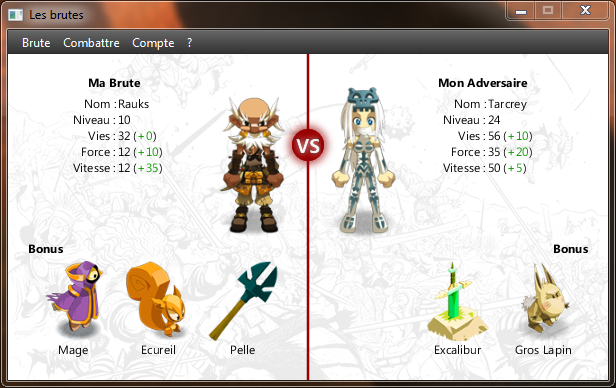 Les brutes
Brute Combattre Compte ?
Ma Brute
Nom : Rauks
Niveau : 10
Vies : 32 (+0)
Force : 12 (+10)
Vitesse : 12 (+35)
VS
Mon Adversaire
Nom : Tarcrey
Niveau : 24
Vies : 56 (+10)
Force : 35 (+20)
Vitesse : 50 (+5)
Bonus
Mage Ecureil Pelle
Bonus
Excalibur Gros Lapin